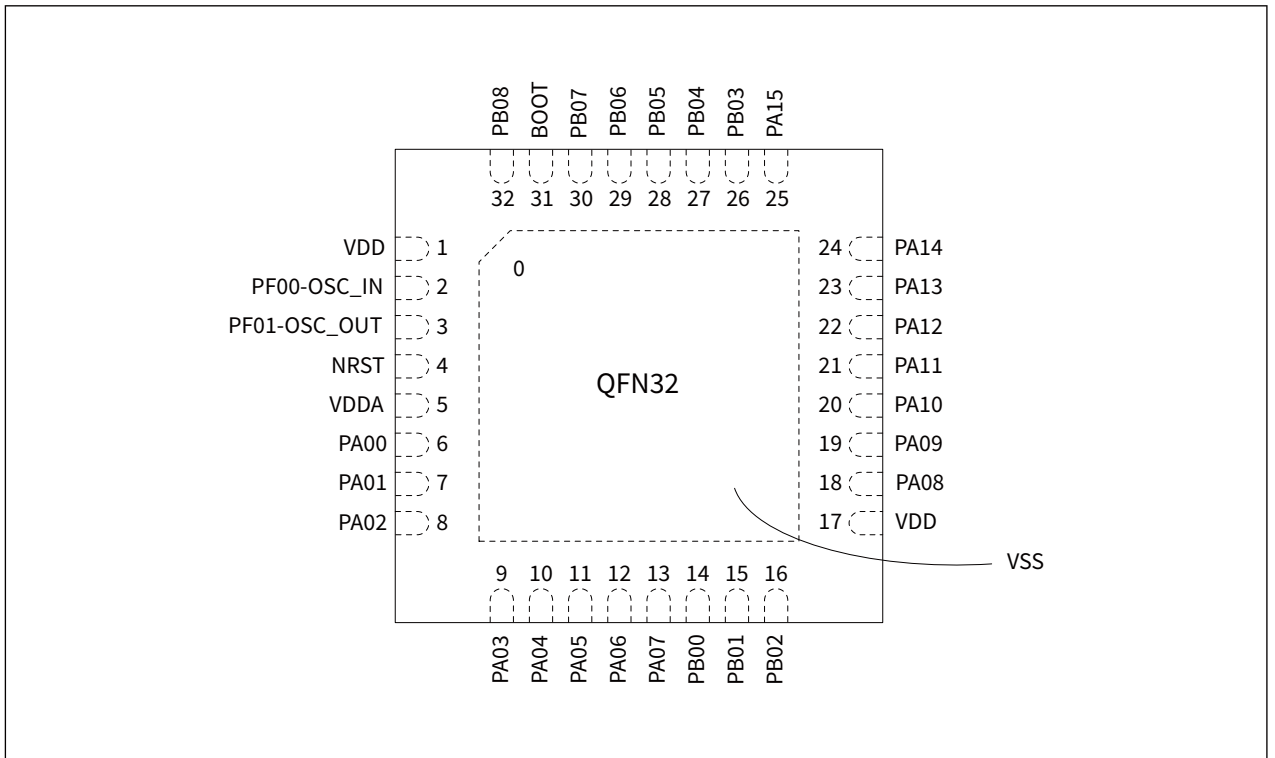 PB08 BOOT PB07 PB06 PB05 PB04 PB03 PA15
32 31 30 29 28 27 26 25
VDD 1 24 PA14
0
PF00-OSC_IN 2 23 PA13
PF01-OSC_OUT 3 22 PA12
NRST 4 21 PA11
QFN32
VDDA 5 20 PA10
PA00 6 19 PA09
PA01 7 18 PA08
PA02 8 17 VDD
VSS
9 10 11 12 13 14 15 16
PA03 PA04 PA05 PA06 PA07 PB00 PB01 PB02